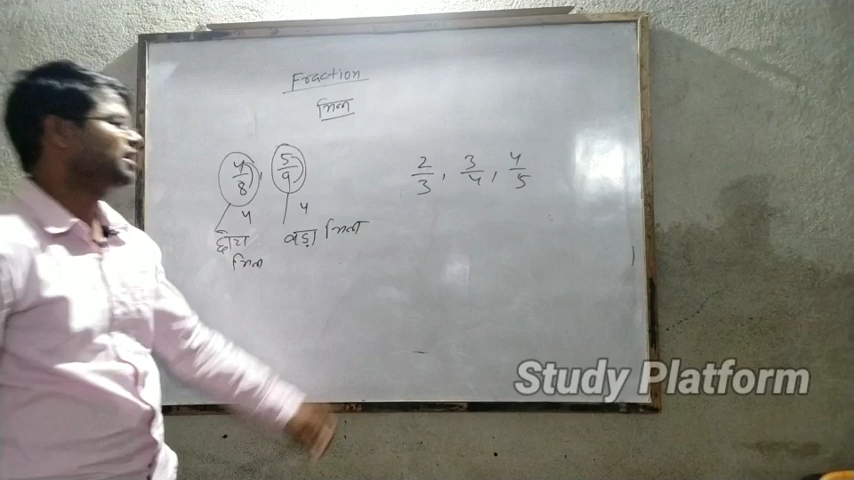 Fraction
भिन्न
4/8, 5/9
4 4
छोटा बड़ा भिन्न
भिन्न
2/3, 3/4, 4/5
Study Platform